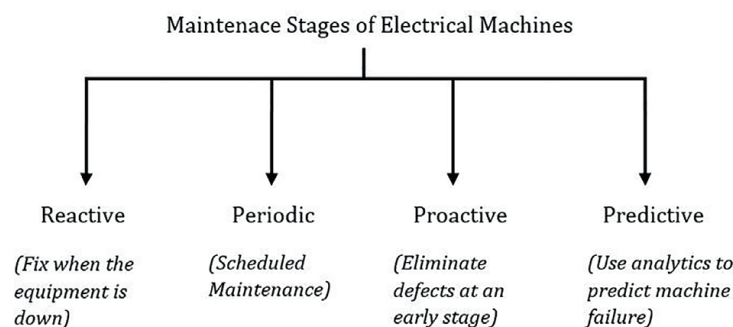 Maintenace Stages of Electrical Machines
Reactive
(Fix when the
equipment is
down)
Periodic
(Scheduled
Maintenance)
Proactive
(Eliminate
defects at an
early stage)
Predictive
(Use analytics to
predict machine
failure)